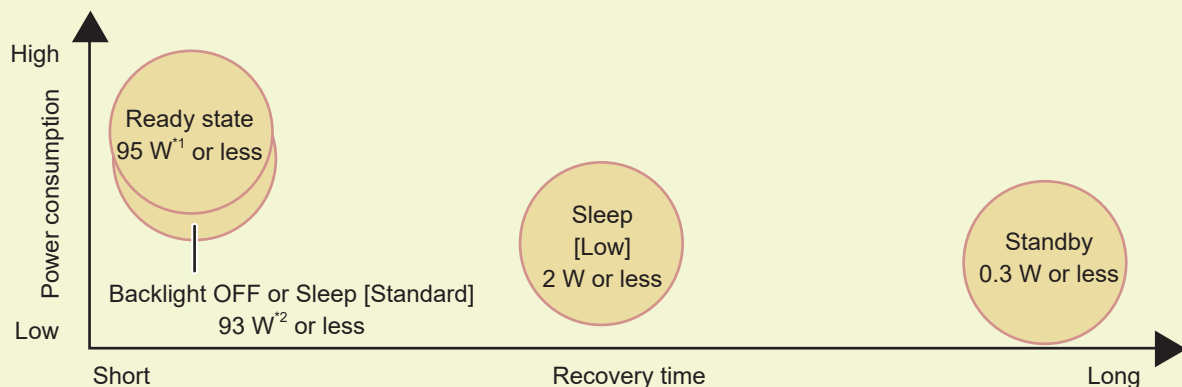 High
Power consumption
Low
Ready state
95 W*1 or less
Backlight OFF or Sleep [Standard]
93 W*2 or less
Sleep
[Low]
2 W or less
Standby
0.3 W or less
Short
Recovery time
Long